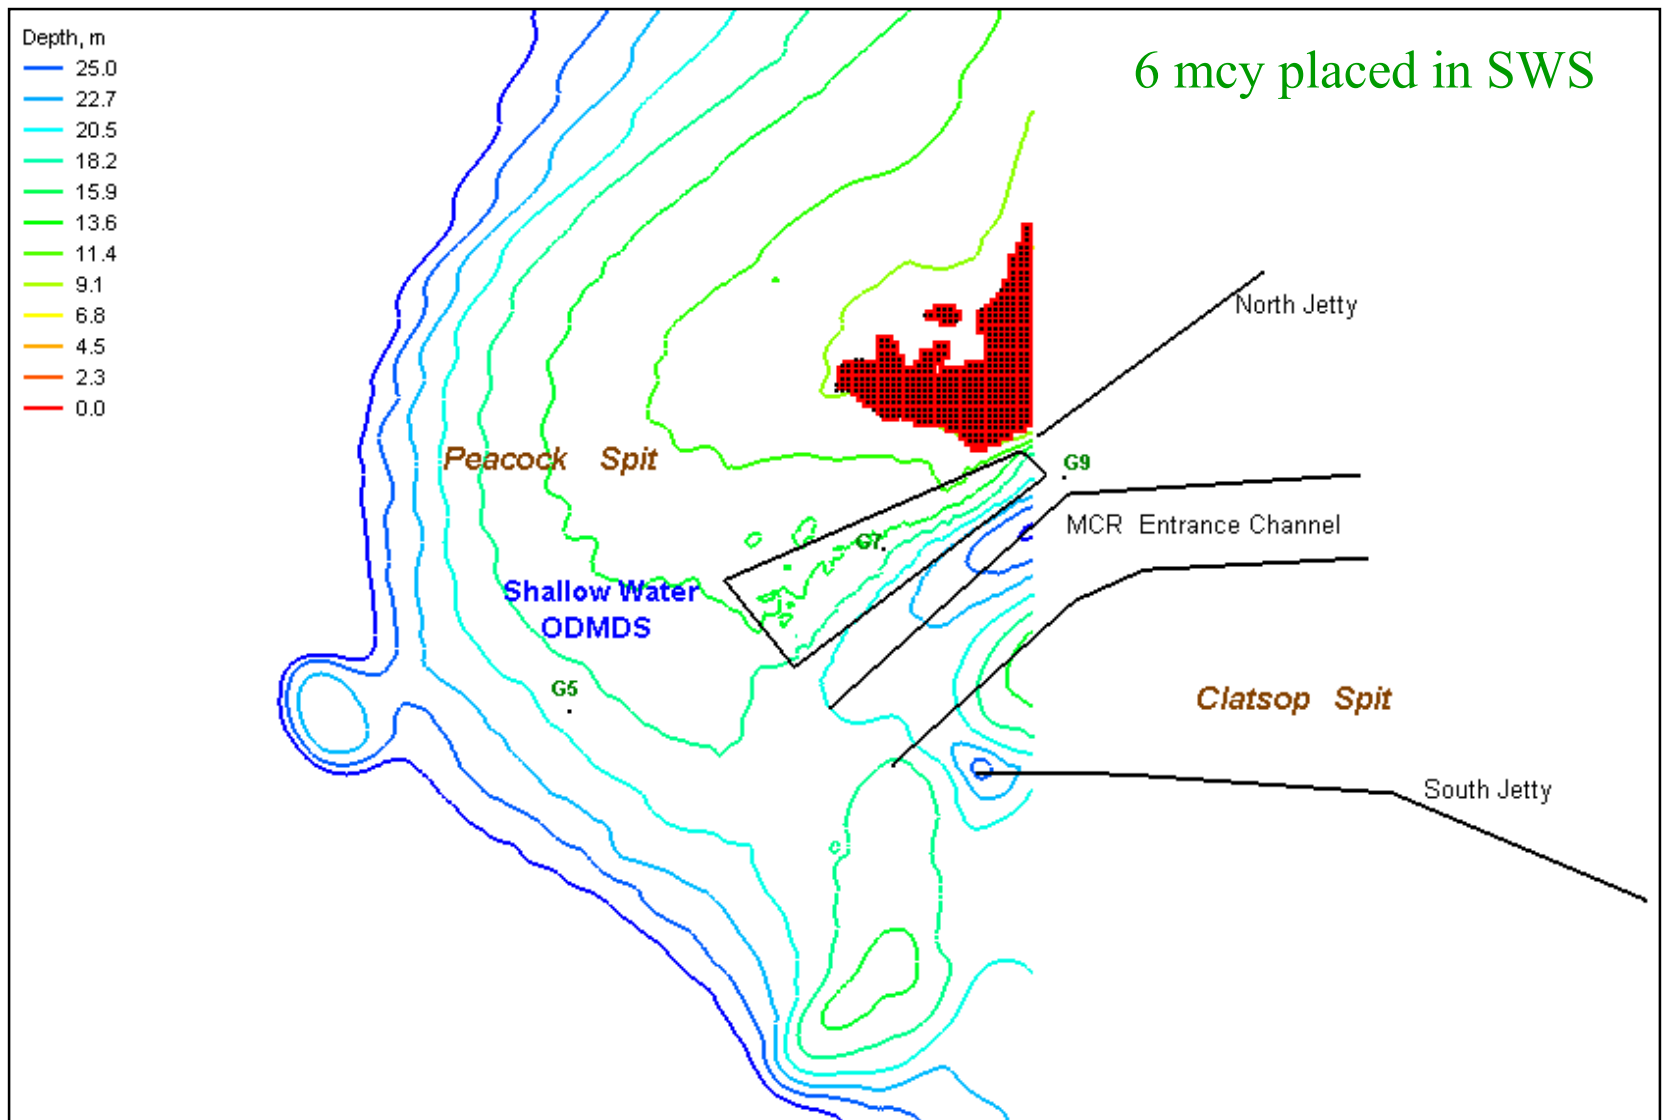 Depth, m
25.0
22.7
20.5
18.2
15.9
13.6
11.4
9.1
6.8
4.5
2.3
0.0
6 mcy placed in SWS
North Jetty
Peacock Spit
G9
MCR Entrance Channel
G7
Shallow Water
ODMDS
G5
Clatsop Spit
South Jetty